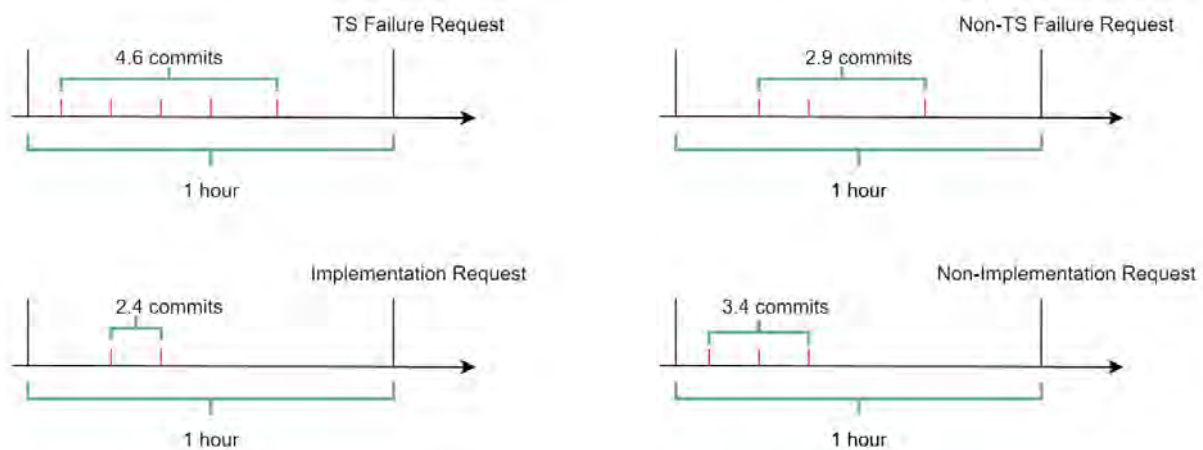 TS Failure Request
4.6 commits
1 hour
Non-TS Failure Request
2.9 commits
1 hour
Implementation Request
2.4 commits
1 hour
Non-Implementation Request
3.4 commits
1 hour